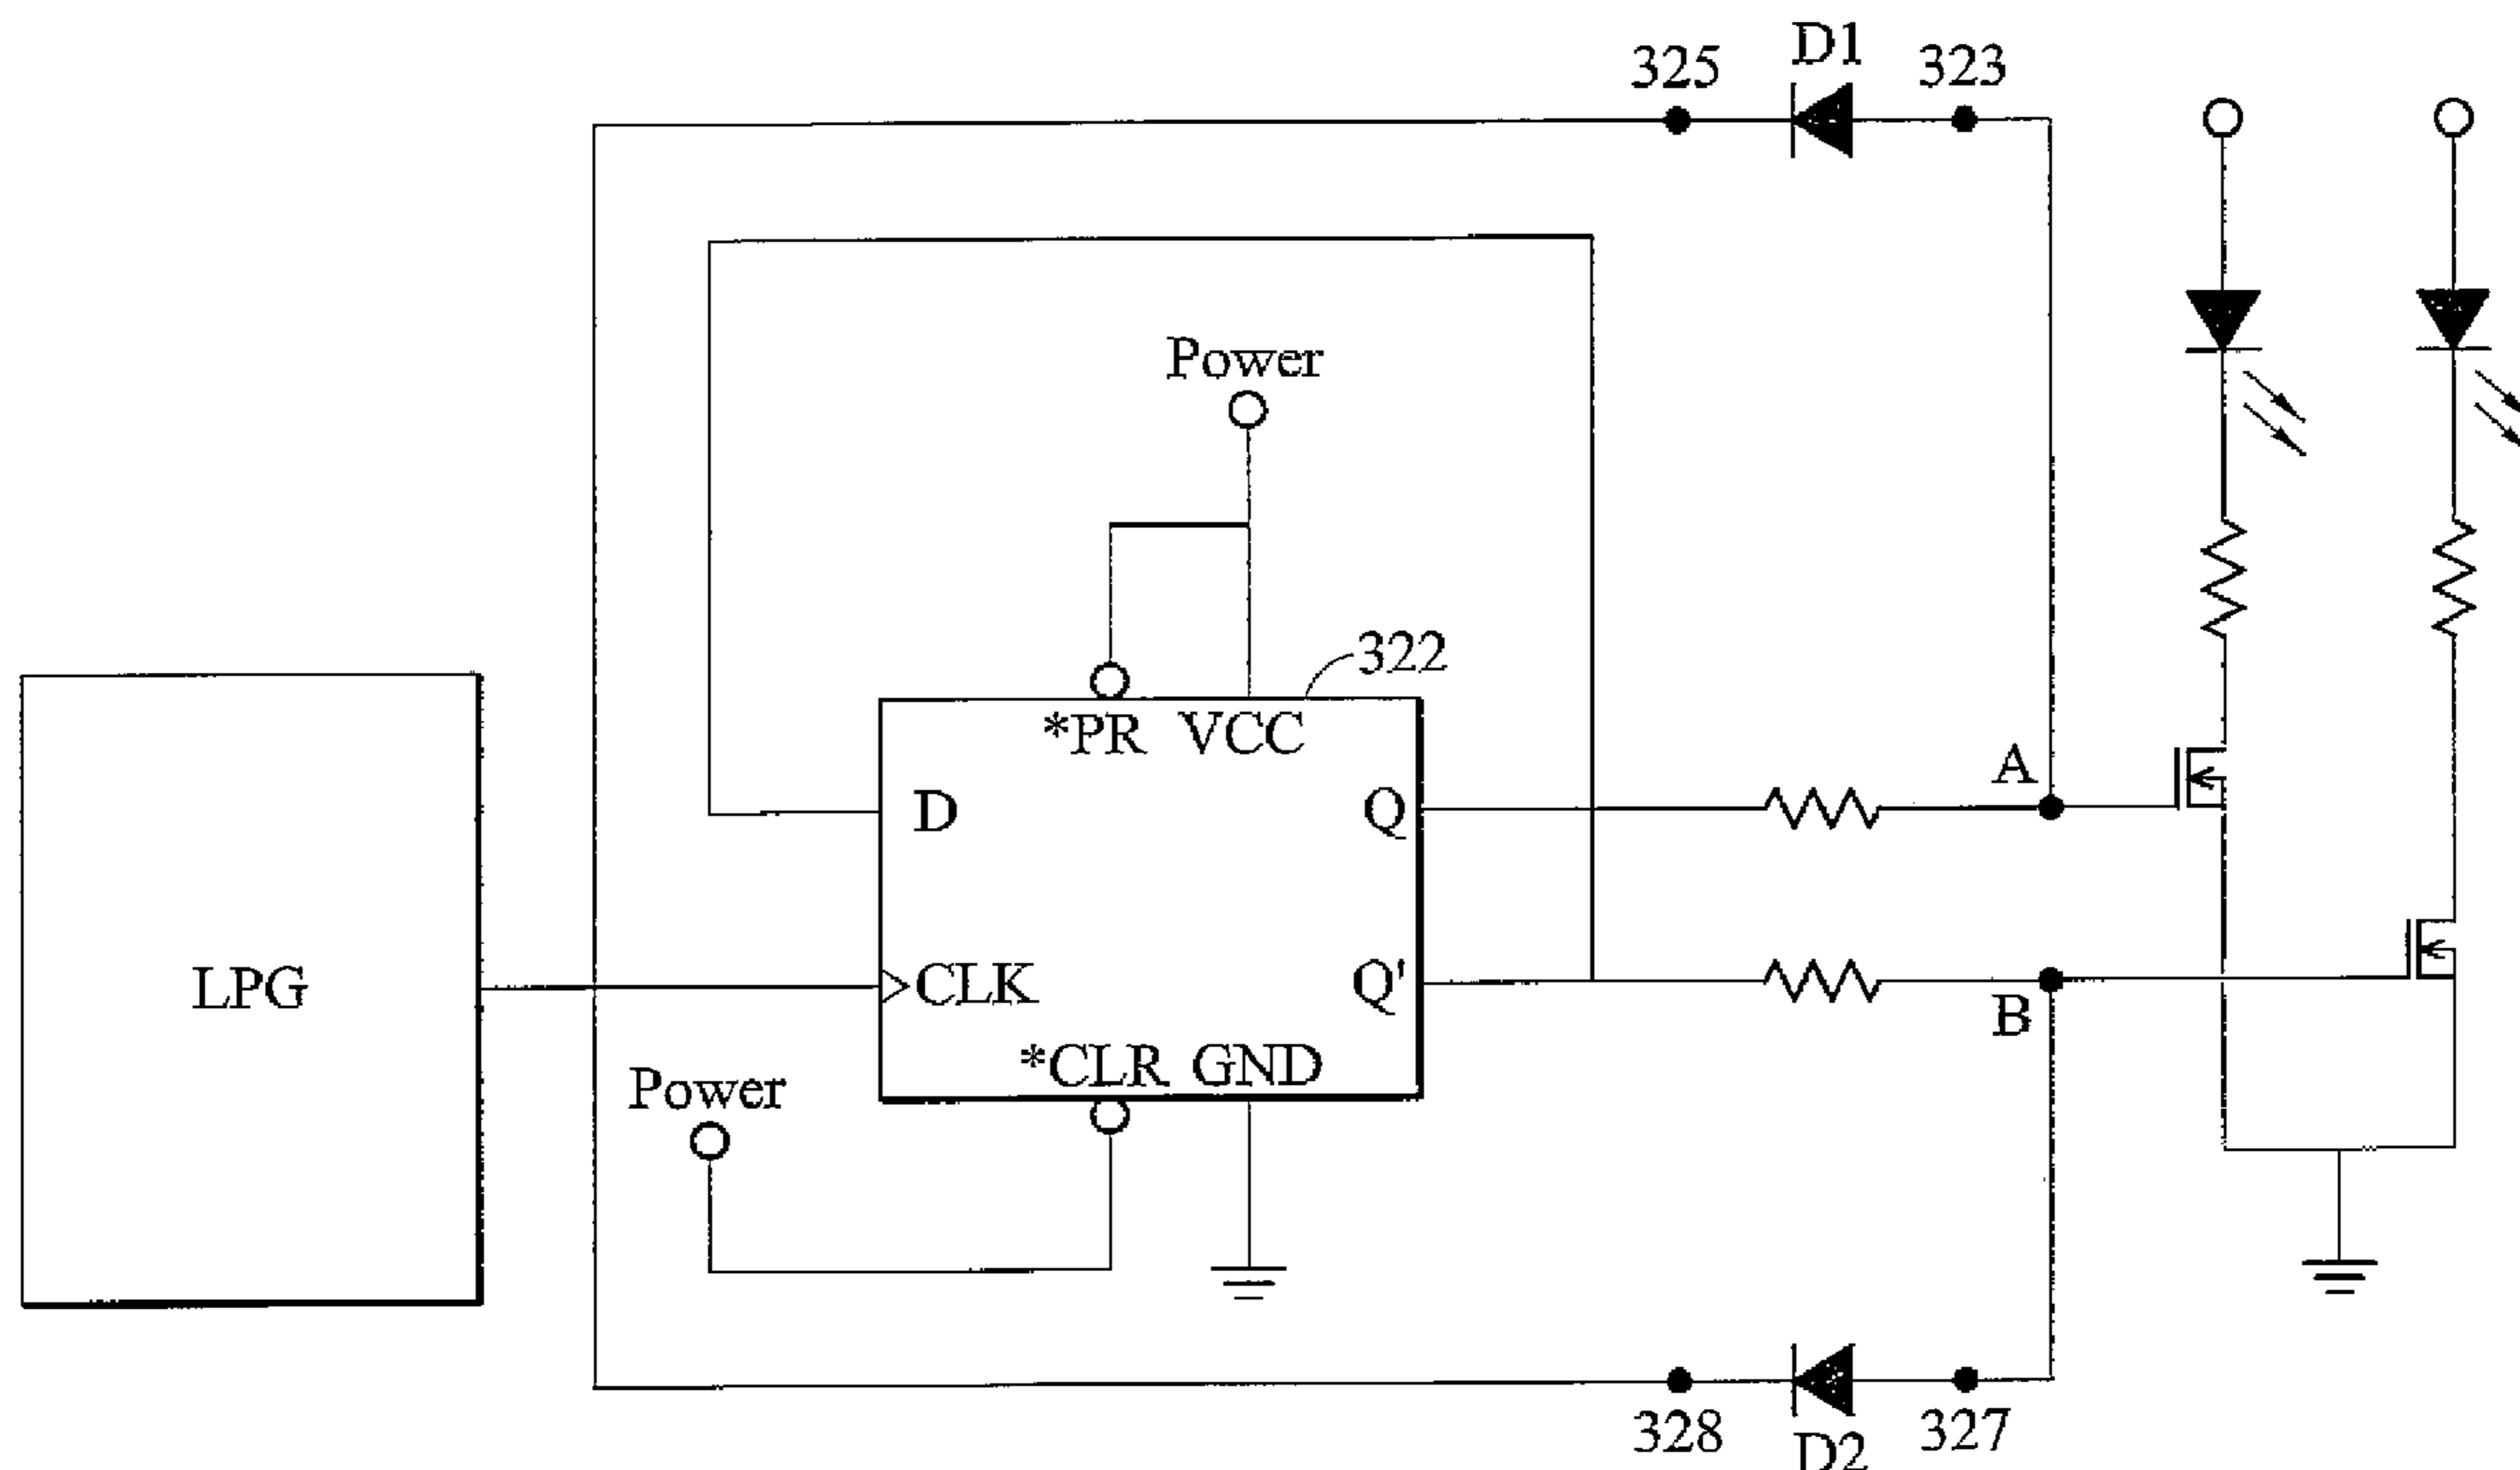 325
D1
323
Power
322
*PR VCC
D
Q
A
LPG
CLK
Q'
B
*CLR GND
Power
328
D2
327